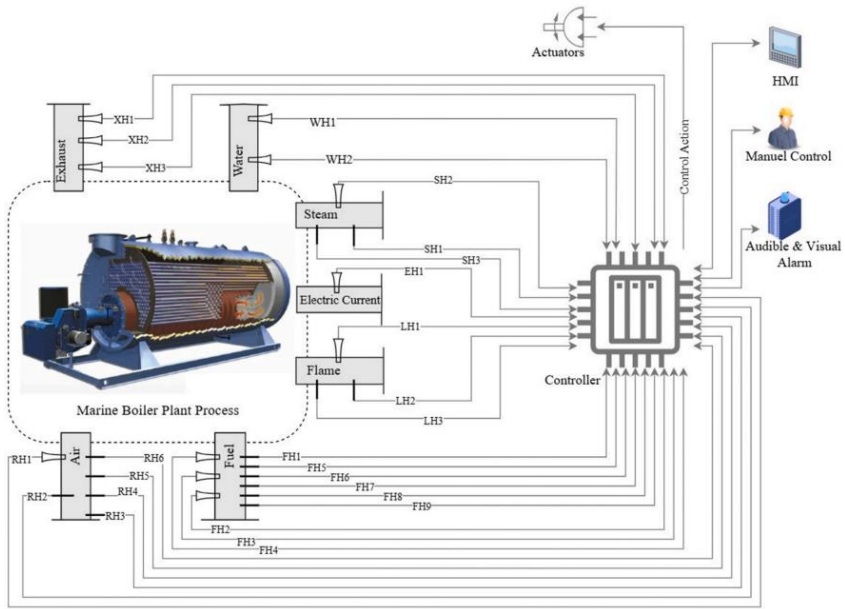 Actuators
HMI
Control Action
Manuel Control
Audible & Visual
Alarm
XH1
XH2
XH3
Exhaust
Water
WH1
WH2
SH2
Steam
SH1
SH3
EH1
Electric Current
LH1
Flame
LH2
LH3
Controller
Marine Boiler Plant Process
RH1
Air
RH6
RH5
RH2
RH4
RH3
Fuel
FH1
FH5
FH6
FH7
FH8
FH9
FH2
FH3
FH4